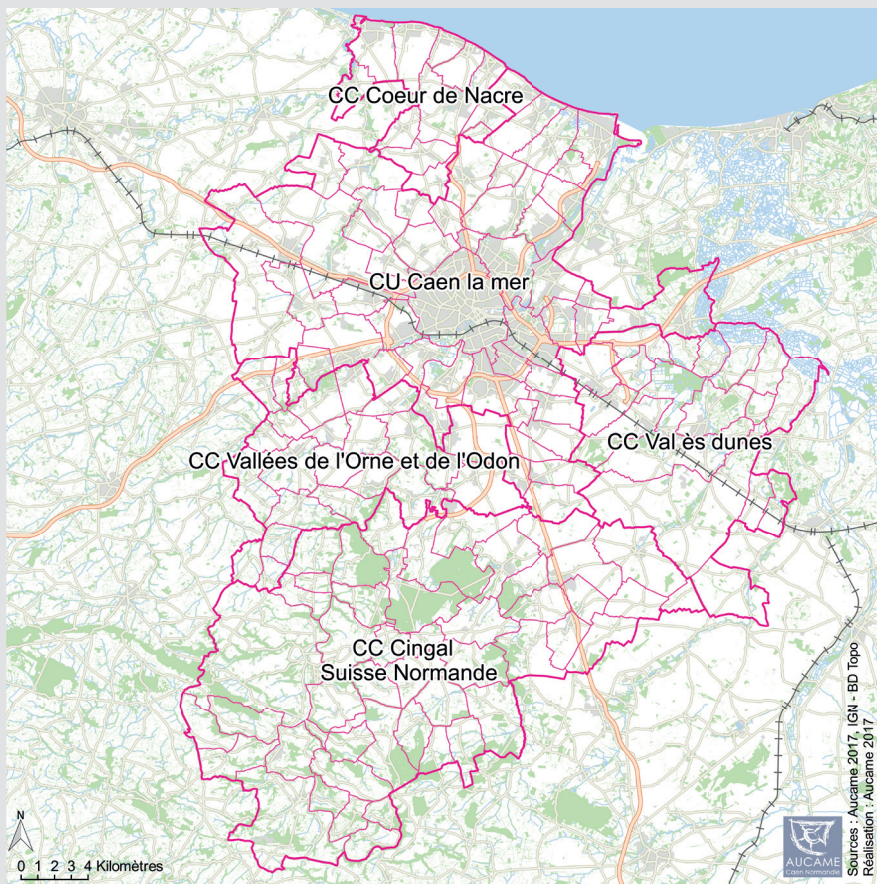 CC Coeur de Nacre
CU Caen la mer
CC Val ès dunes
CC Vallées de l'Orne et de l'Odon
CC Cingal
Suisse Normande
N
0 1 2 3 4 Kilomètres
AUCAME
Caen Normandie
Sources : Aucame 2017, IGN - BD Topo
Réalisation : Aucame 2017